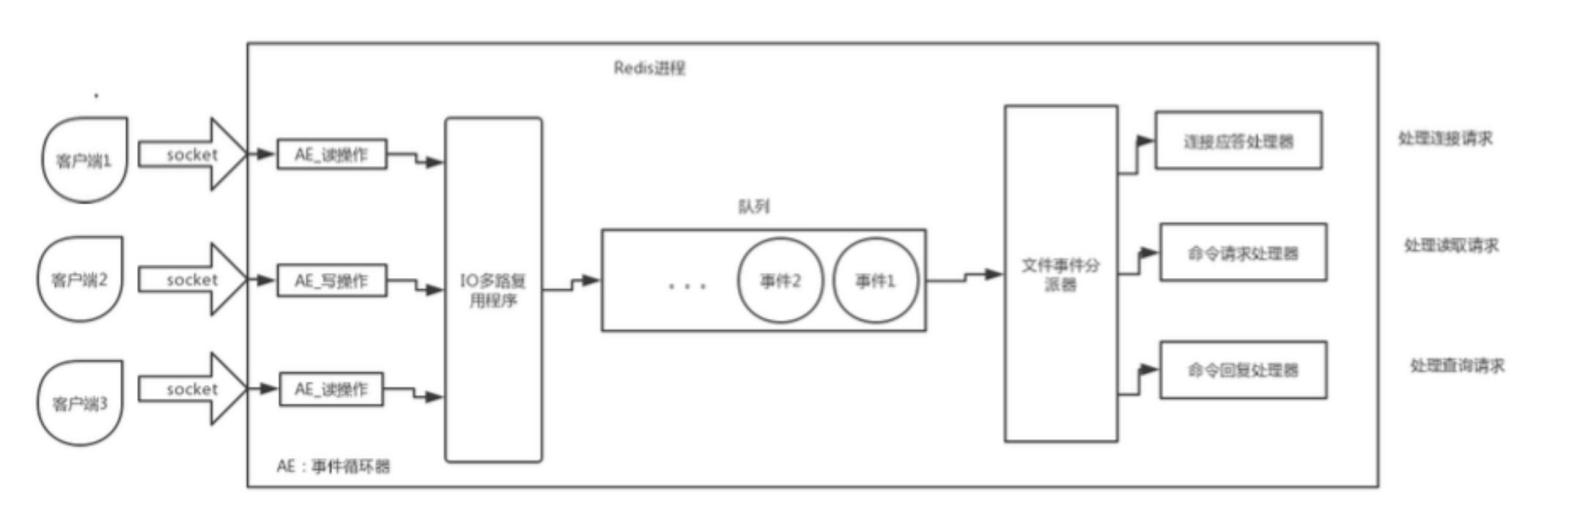 Redis进程
客户端1
socket
AE_读操作
客户端2
socket
AE_写操作
客户端3
socket
AE_读操作
AE：事件循环器
IO多路复
用程序
队列
...
事件2
事件1
文件事件分
派器
连接应答处理器
处理连接请求
命令请求处理器
处理读取请求
命令回复处理器
处理查询请求